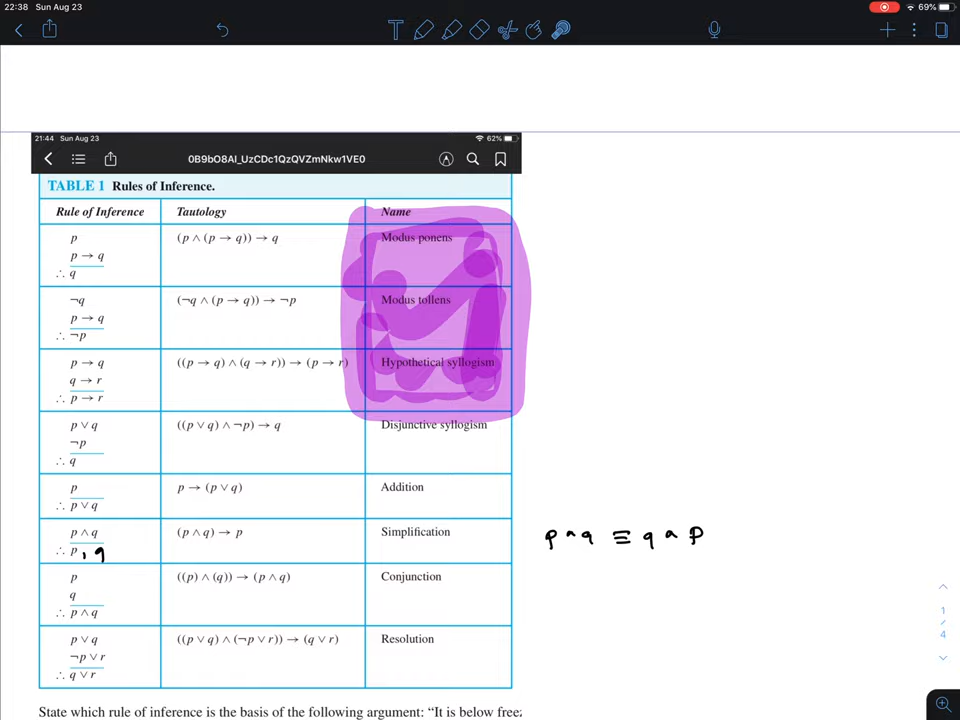 22:38 Sun Aug 23
69%
21:44 Sun Aug 23
62%
0B9bO8AI_UzCDc1QzQVZmNkw1VE0
TABLE 1 Rules of Inference.
Rule of Inference Tautology Name
p
p → q
∴ q
(p ∧ (p → q)) → q
Modus ponens
¬q
p → q
∴ ¬p
(¬q ∧ (p → q)) → ¬p
Modus tollens
p → q
q → r
∴ p → r
((p → q) ∧ (q → r)) → (p → r)
Hypothetical syllogism
p ∨ q
¬p
∴ q
((p ∨ q) ∧ ¬p) → q
Disjunctive syllogism
p
∴ p ∨ q
p → (p ∨ q)
Addition
p ∧ q
∴ p , q
(p ∧ q) → p
Simplification
p ∧ q ≡ q ∧ p
p
q
∴ p ∧ q
((p) ∧ (q)) → (p ∧ q)
Conjunction
p ∨ q
¬p ∨ r
∴ q ∨ r
((p ∨ q) ∧ (¬p ∨ r)) → (q ∨ r)
Resolution
1
/
4
State which rule of inference is the basis of the following argument: “It is below free